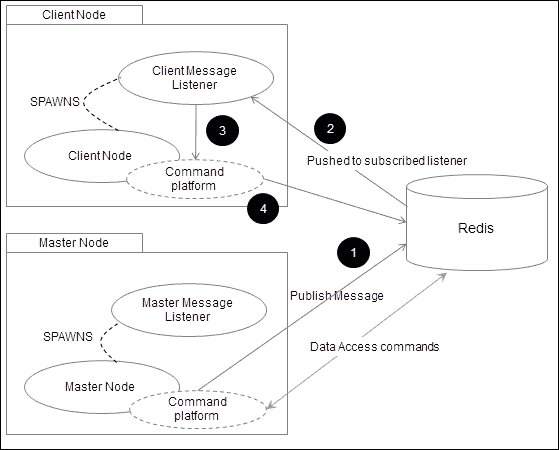 Client Node
Client Message
Listener
SPAWNS
2
3
Pushed to subscribed listener
Client Node
Command
platform
4
Redis
Master Node
1
Master Message
Listener
Publish Message
SPAWNS
Data Access commands
Master Node
Command
platform